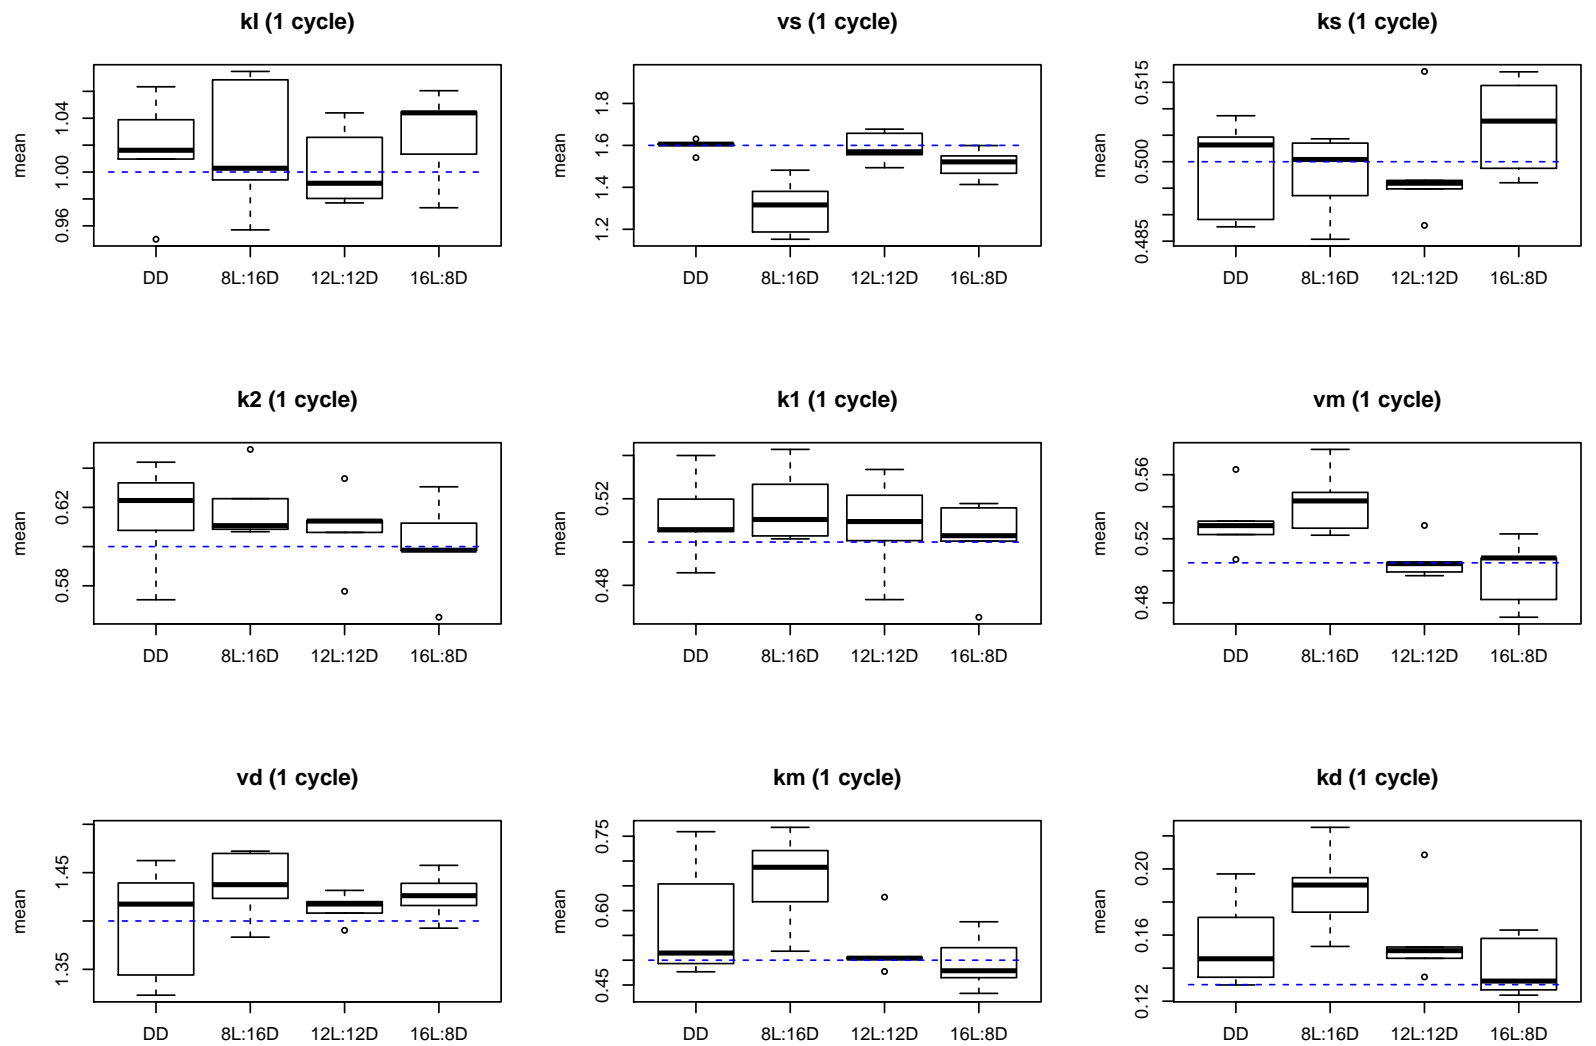 kl (1 cycle)
mean
0.96 1.00 1.04
DD 8L:16D 12L:12D 16L:8D
vs (1 cycle)
mean
1.2 1.4 1.6 1.8
DD 8L:16D 12L:12D 16L:8D
ks (1 cycle)
mean
0.485 0.500 0.515
DD 8L:16D 12L:12D 16L:8D
k2 (1 cycle)
mean
0.58 0.62
DD 8L:16D 12L:12D 16L:8D
k1 (1 cycle)
mean
0.48 0.52
DD 8L:16D 12L:12D 16L:8D
vm (1 cycle)
mean
0.48 0.52 0.56
DD 8L:16D 12L:12D 16L:8D
vd (1 cycle)
mean
1.35 1.45
DD 8L:16D 12L:12D 16L:8D
km (1 cycle)
mean
0.45 0.60 0.75
DD 8L:16D 12L:12D 16L:8D
kd (1 cycle)
mean
0.12 0.16 0.20
DD 8L:16D 12L:12D 16L:8D